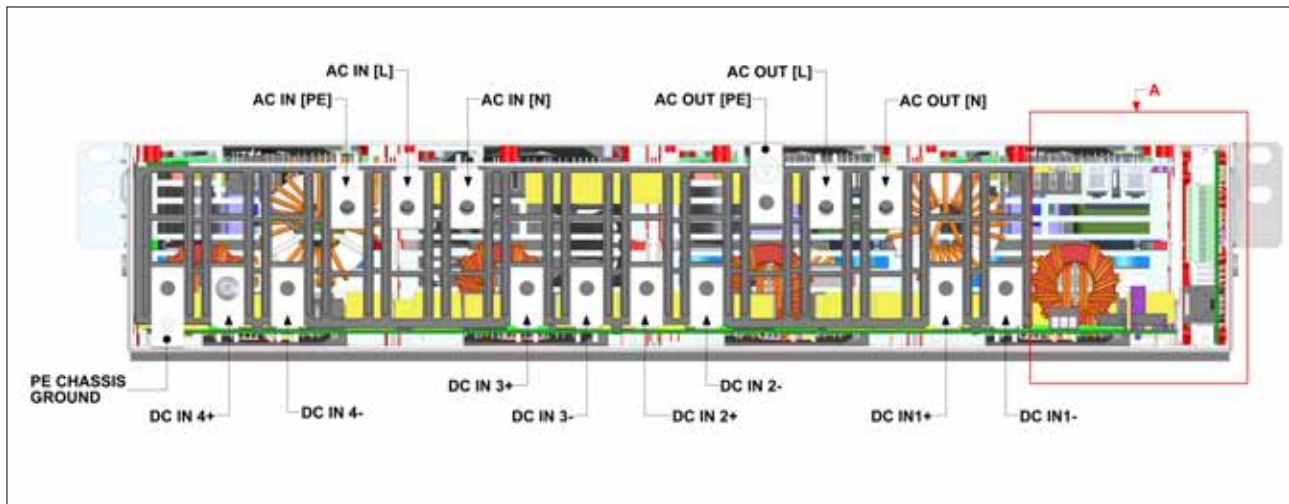 AC IN [L]
AC OUT [L]
A
AC IN [PE]
AC IN [N]
AC OUT [PE]
AC OUT [N]
PE CHASSIS
GROUND
DC IN 4+
DC IN 4-
DC IN 3+
DC IN 3-
DC IN 2+
DC IN 2-
DC IN1+
DC IN1-